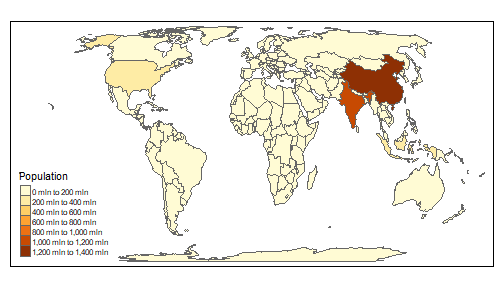 Population
0 mln to 200 mln
200 mln to 400 mln
400 mln to 600 mln
600 mln to 800 mln
800 mln to 1,000 mln
1,000 mln to 1,200 mln
1,200 mln to 1,400 mln